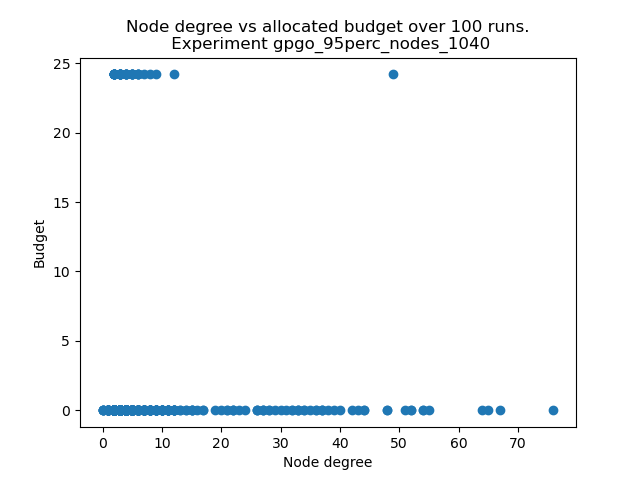 Node degree vs allocated budget over 100 runs.
Experiment gpgo_95perc_nodes_1040
25
20
15
10
5
0
Budget
0 10 20 30 40 50 60 70
Node degree